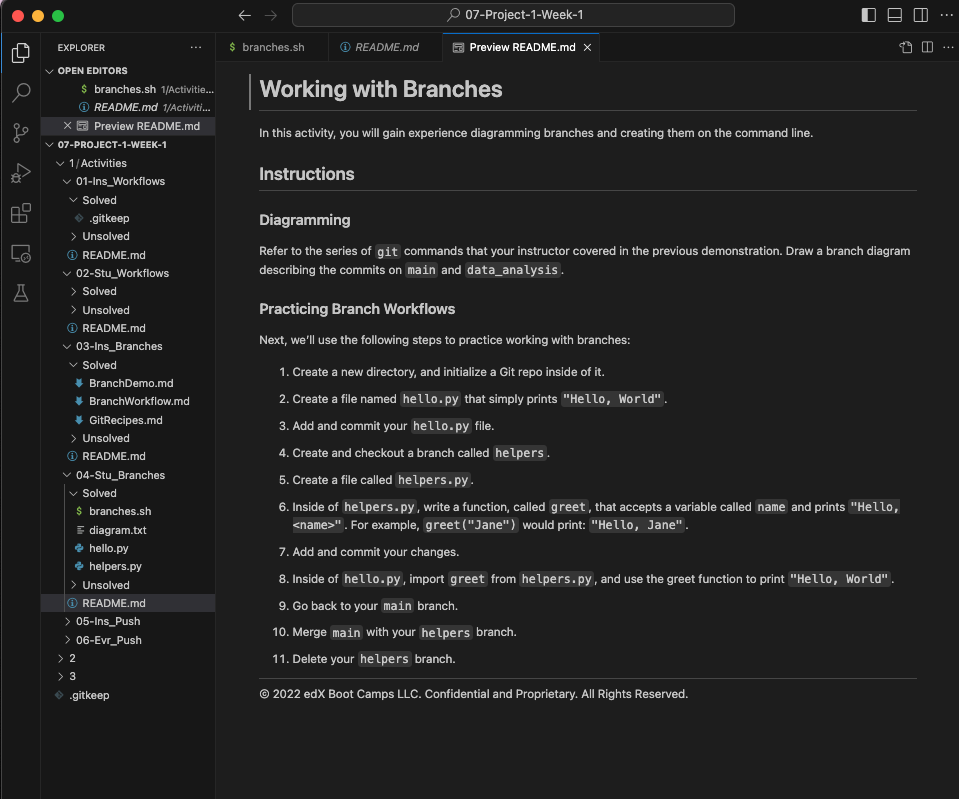 07-Project-1-Week-1
EXPLORER
branches.sh
README.md
Preview README.md
OPEN EDITORS
branches.sh 1/Activitie...
README.md 1/Activiti...
Preview README.md
07-PROJECT-1-WEEK-1
1/Activities
01-Ins_Workflows
Solved
.gitkeep
Unsolved
README.md
02-Stu_Workflows
Solved
Unsolved
README.md
03-Ins_Branches
Solved
BranchDemo.md
BranchWorkflow.md
GitRecipes.md
Unsolved
README.md
04-Stu_Branches
Solved
branches.sh
diagram.txt
hello.py
helpers.py
Unsolved
README.md
05-Ins_Push
06-Evr_Push
2
3
.gitkeep
Working with Branches
In this activity, you will gain experience diagramming branches and creating them on the command line.
Instructions
Diagramming
Refer to the series of git commands that your instructor covered in the previous demonstration. Draw a branch diagram
describing the commits on main and data_analysis.
Practicing Branch Workflows
Next, we'll use the following steps to practice working with branches:
1. Create a new directory, and initialize a Git repo inside of it.
2. Create a file named hello.py that simply prints "Hello, World".
3. Add and commit your hello.py file.
4. Create and checkout a branch called helpers.
5. Create a file called helpers.py.
6. Inside of helpers.py, write a function, called greet, that accepts a variable called name and prints "Hello,
<name>". For example, greet("Jane") would print: "Hello, Jane".
7. Add and commit your changes.
8. Inside of hello.py, import greet from helpers.py, and use the greet function to print "Hello, World".
9. Go back to your main branch.
10. Merge main with your helpers branch.
11. Delete your helpers branch.
© 2022 edX Boot Camps LLC. Confidential and Proprietary. All Rights Reserved.